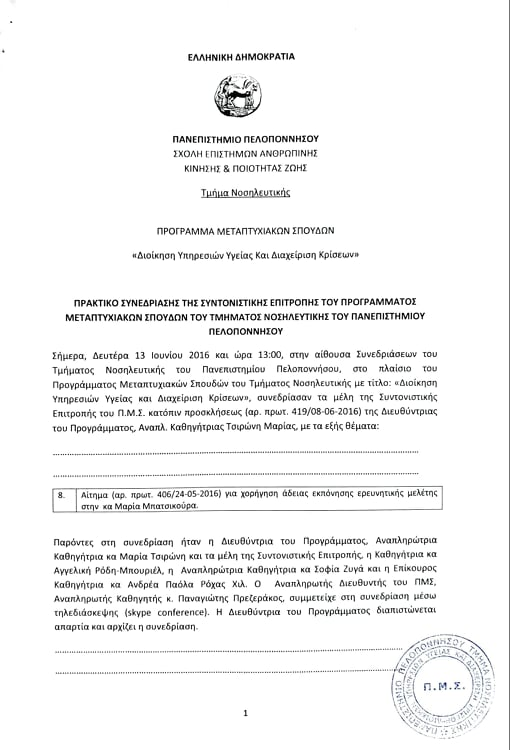 ΕΛΛΗΝΙΚΗ ΔΗΜΟΚΡΑΤΙΑ
ΠΑΝΕΠΙΣΤΗΜΙΟ ΠΕΛΟΠΟΝΝΗΣΟΥ
ΣΧΟΛΗ ΕΠΙΣΤΗΜΩΝ ΑΝΘΡΩΠΙΝΗΣ
ΚΙΝΗΣΗΣ & ΠΟΙΟΤΗΤΑΣ ΖΩΗΣ
Τμήμα Νοσηλευτικής
ΠΡΟΓΡΑΜΜΑ ΜΕΤΑΠΤΥΧΙΑΚΩΝ ΣΠΟΥΔΩΝ
«Διοίκηση Υπηρεσιών Υγείας Και Διαχείριση Κρίσεων»
ΠΡΑΚΤΙΚΟ ΣΥΝΕΔΡΙΑΣΗΣ ΤΗΣ ΣΥΝΤΟΝΙΣΤΙΚΗΣ ΕΠΙΤΡΟΠΗΣ ΤΟΥ ΠΡΟΓΡΑΜΜΑΤΟΣ
ΜΕΤΑΠΤΥΧΙΑΚΩΝ ΣΠΟΥΔΩΝ ΤΟΥ ΤΜΗΜΑΤΟΣ ΝΟΣΗΛΕΥΤΙΚΗΣ ΤΟΥ ΠΑΝΕΠΙΣΤΗΜΙΟΥ
ΠΕΛΟΠΟΝΝΗΣΟΥ
Σήμερα, Δευτέρα 13 Ιουνίου 2016 και ώρα 13:00, στην αίθουσα Συνεδριάσεων του
Τμήματος Νοσηλευτικής του Πανεπιστημίου Πελοποννήσου, στο πλαίσιο του
Προγράμματος Μεταπτυχιακών Σπουδών του Τμήματος Νοσηλευτικής με τίτλο: «Διοίκηση
Υπηρεσιών Υγείας και Διαχείριση Κρίσεων», συνεδρίασαν τα μέλη της Συντονιστικής
Επιτροπής του Π.Μ.Σ. κατόπιν προσκλήσεως (αρ. πρωτ. 419/08-06-2016) της Διευθύντριας
του Προγράμματος, Αναπλ. Καθηγήτριας Τσιρώνη Μαρίας, με τα εξής θέματα:
8. Αίτημα (αρ. πρωτ. 406/24-05-2016) για χορήγηση άδειας εκπόνησης ερευνητικής μελέτης
στην κα Μαρία Μπατσικούρα.
Παρόντες στη συνεδρίαση ήταν η Διευθύντρια του Προγράμματος, Αναπληρώτρια
Καθηγήτρια κα Μαρία Τσιρώνη και τα μέλη της Συντονιστικής Επιτροπής, η Καθηγήτρια κα
Αγγελική Ρόδη-Μπουριέλ, η Αναπληρώτρια Καθηγήτρια κα Σοφία Ζυγά και η Επίκουρος
Καθηγήτρια κα Ανδρέα Παόλα Ρόχας Χιλ. Ο Αναπληρωτής Διευθυντής του ΠΜΣ,
Αναπληρωτής Καθηγητής κ. Παναγιώτης Πρεζεράκος, συμμετείχε στη συνεδρίαση μέσω
τηλεδιάσκεψης (skype conference). Η Διευθύντρια του Προγράμματος διαπιστώνεται
απαρτία και αρχίζει η συνεδρίαση.
ΠΑΝΕΠΙΣΤΗΜΙΟ ΠΕΛΟΠΟΝΝΗΣΟΥ ΤΜΗΜΑ ΝΟΣΗΛΕΥΤΙΚΗΣ
Π.Μ.Σ.
1